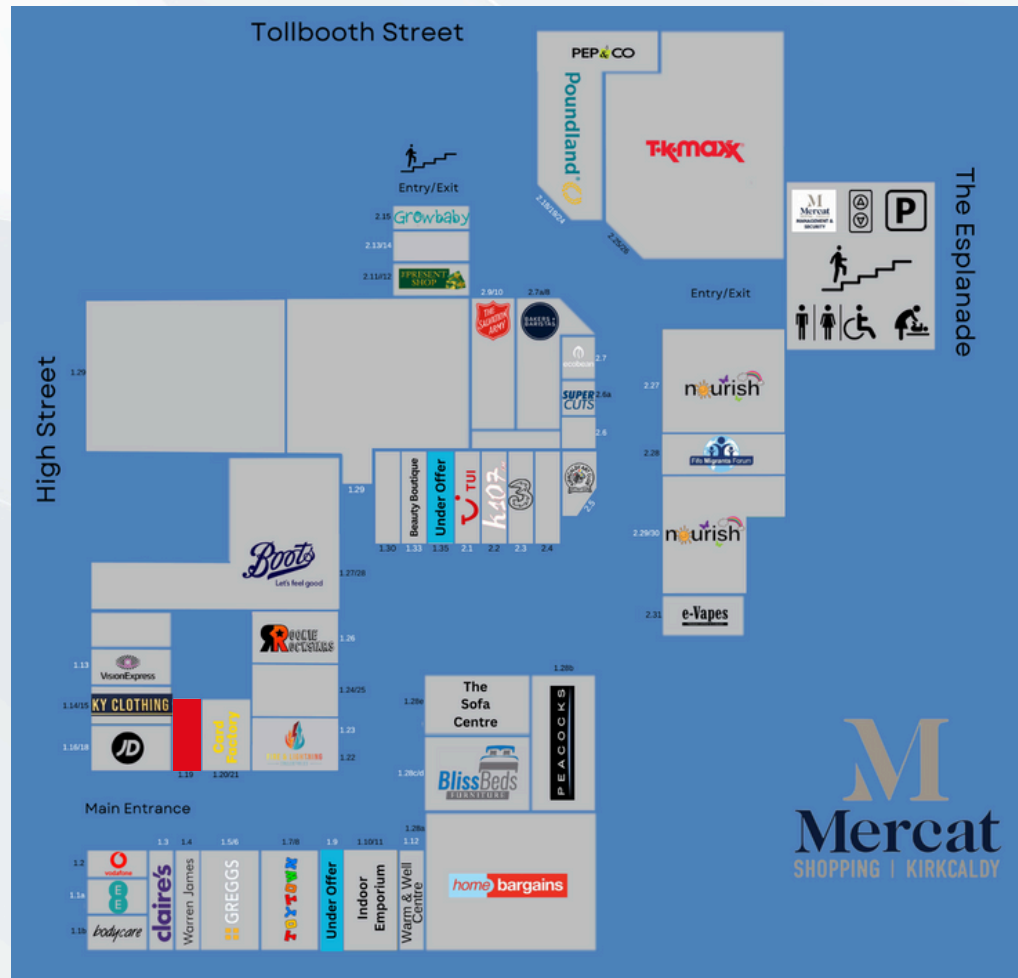 Tollbooth Street
PEP & CO
Poundland
2.18/19/24
T·K·maxx
2.25/26
M
Mercat
MANAGEMENT &
SECURITY
P
The Esplanade
Entry/Exit
2.15
Growbaby
2.13/14
2.11/12
THE PRESENT
SHOP
Entry/Exit
2.9/10
THE
SALVATION
ARMY
2.7a/8
BAKERS +
BARISTAS
ecobean
2.7
SUPER
CUTS
2.6a
2.6
2.5
2.27
nourish
2.28
Fife Migrants Forum
2.29/30
nourish
2.31
e-Vapes
High Street
1.29
1.29
Beauty Boutique
Under Offer
TUI
k107
3
1.30
1.33
1.35
2.1
2.2
2.3
2.4
Boots
Let's feel good
1.27/28
ROOKIE
ROCKSTARS
1.26
1.13
VisionExpress
1.14/15
KY CLOTHING
1.24/25
1.16/18
JD
Card
Factory
1.23
1.22
1.19
1.20/21
1.28b
1.28e
The
Sofa
Centre
PEACOCKS
1.28c/d
BlissBeds
FURNITURE
Main Entrance
1.28a
1.2
vodafone
1.1a
EE
1.1b
bodycare
1.3
claire's
1.4
Warren James
1.5/6
GREGGS
1.7/8
TOYTOWN
1.9
Under Offer
1.10/11
Indoor
Emporium
1.12
Warm & Well
Centre
home bargains
M
Mercat
SHOPPING | KIRKCALDY